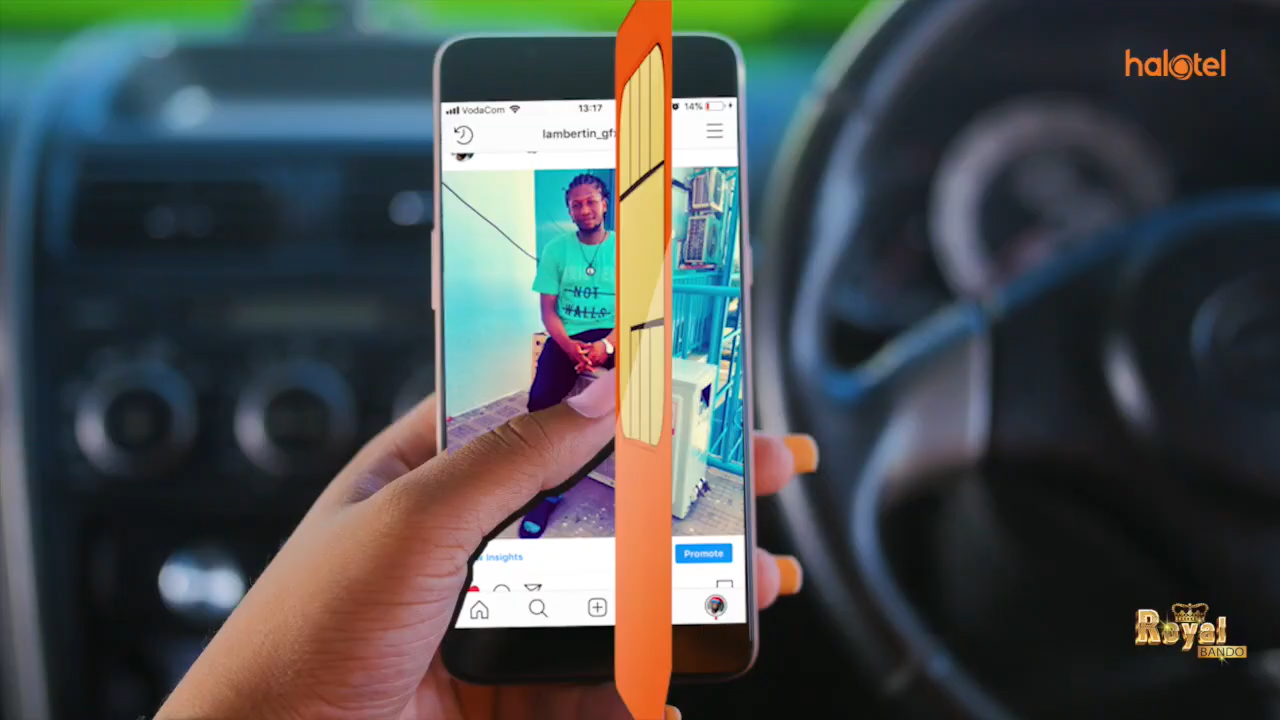 halotel
VodaCom
13:17
14%
lambertin_gf
NOT
WALLS
Insights
Promote
Royal
BANDO